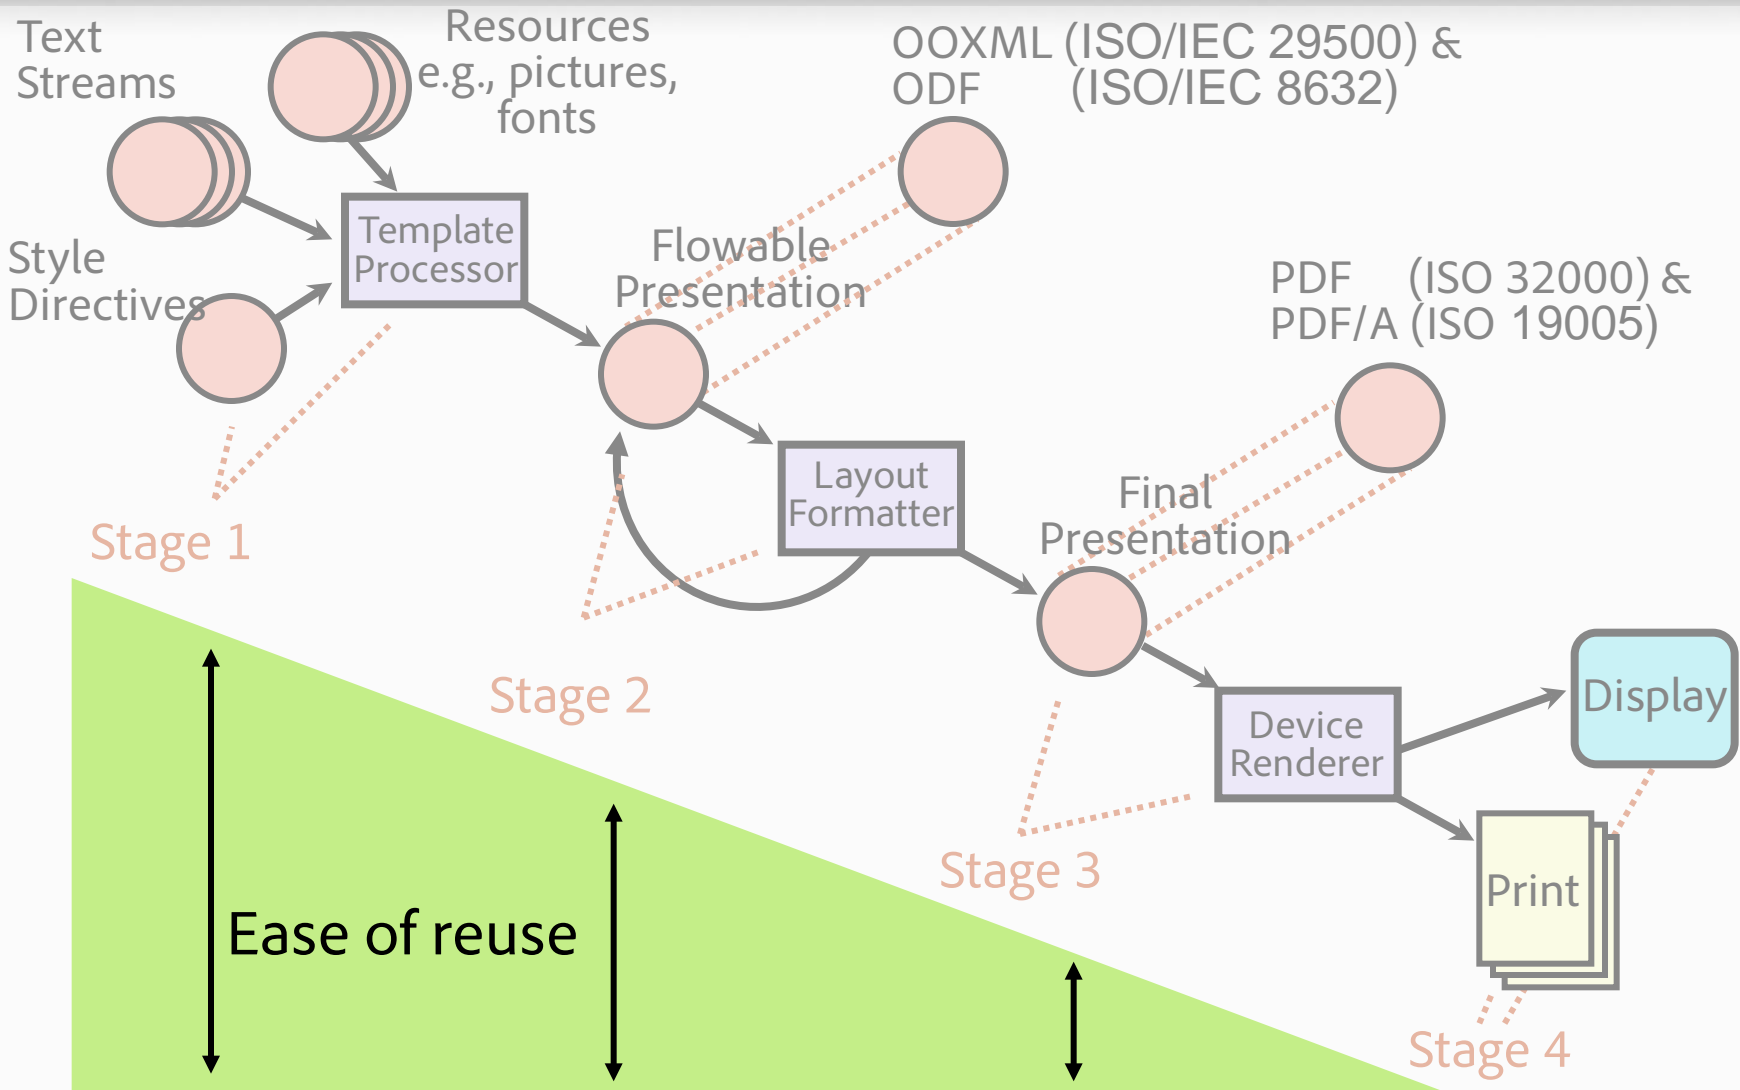 Text
Streams
Resources
e.g., pictures,
fonts
OOXML (ISO/IEC 29500) &
ODF (ISO/IEC 8632)
Style
Directives
Template
Processor
Flowable
Presentation
PDF (ISO 32000) &
PDF/A (ISO 19005)
Layout
Formatter
Final
Presentation
Stage 1
Stage 2
Device
Renderer
Display
Stage 3
Print
Ease of reuse
Stage 4